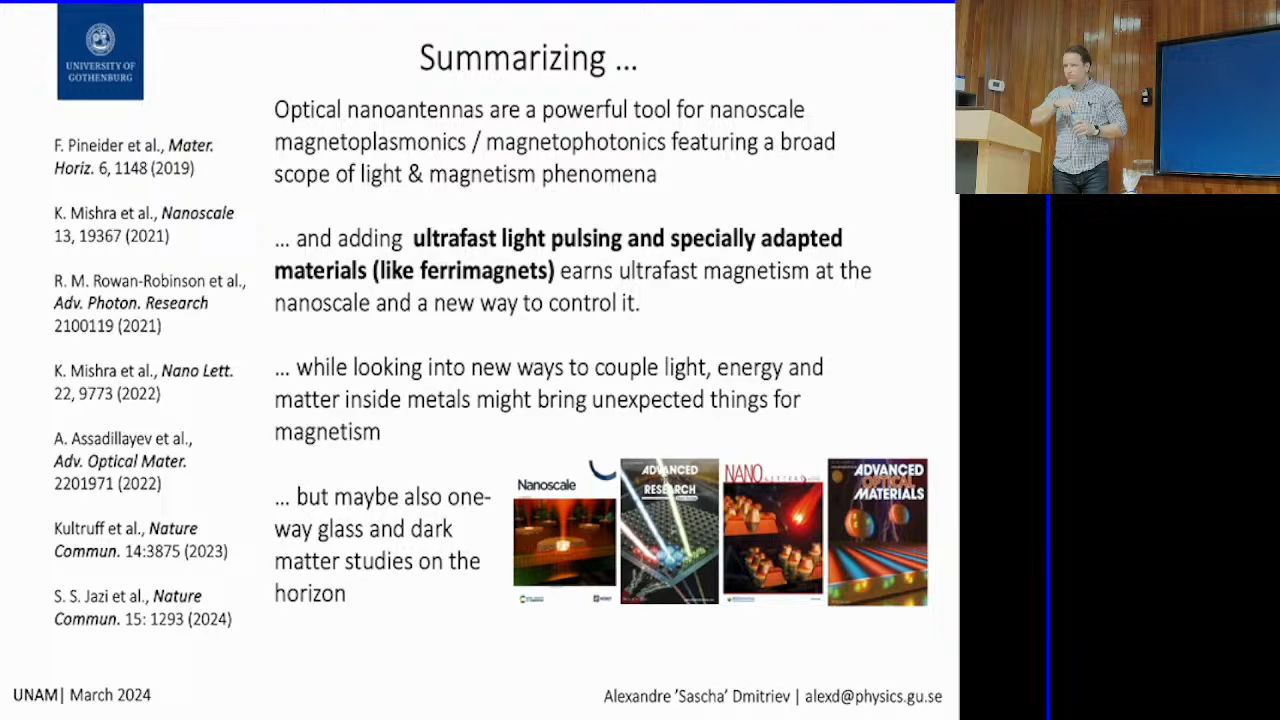 UNIVERSITY OF
GOTHENBURG
Summarizing ...
F. Pineider et al., Mater.
Horiz. 6, 1148 (2019)
K. Mishra et al., Nanoscale
13, 19367 (2021)
R. M. Rowan-Robinson et al.,
Adv. Photon. Research
2100119 (2021)
K. Mishra et al., Nano Lett.
22, 9773 (2022)
A. Assadillayev et al.,
Adv. Optical Mater.
2201971 (2022)
Kultruff et al., Nature
Commun. 14:3875 (2023)
S. S. Jazi et al., Nature
Commun. 15: 1293 (2024)
Optical nanoantennas are a powerful tool for nanoscale
magnetoplasmonics / magnetophotonics featuring a broad
scope of light & magnetism phenomena
... and adding ultrafast light pulsing and specially adapted
materials (like ferrimagnets) earns ultrafast magnetism at the
nanoscale and a new way to control it.
... while looking into new ways to couple light, energy and
matter inside metals might bring unexpected things for
magnetism
... but maybe also one-
way glass and dark
matter studies on the
horizon
Nanoscale
ADVANCED
RESEARCH
NANO
ADVANCED
OPTICAL
MATERIALS
UNAM| March 2024
Alexandre ’Sascha’ Dmitriev | alexd@physics.gu.se